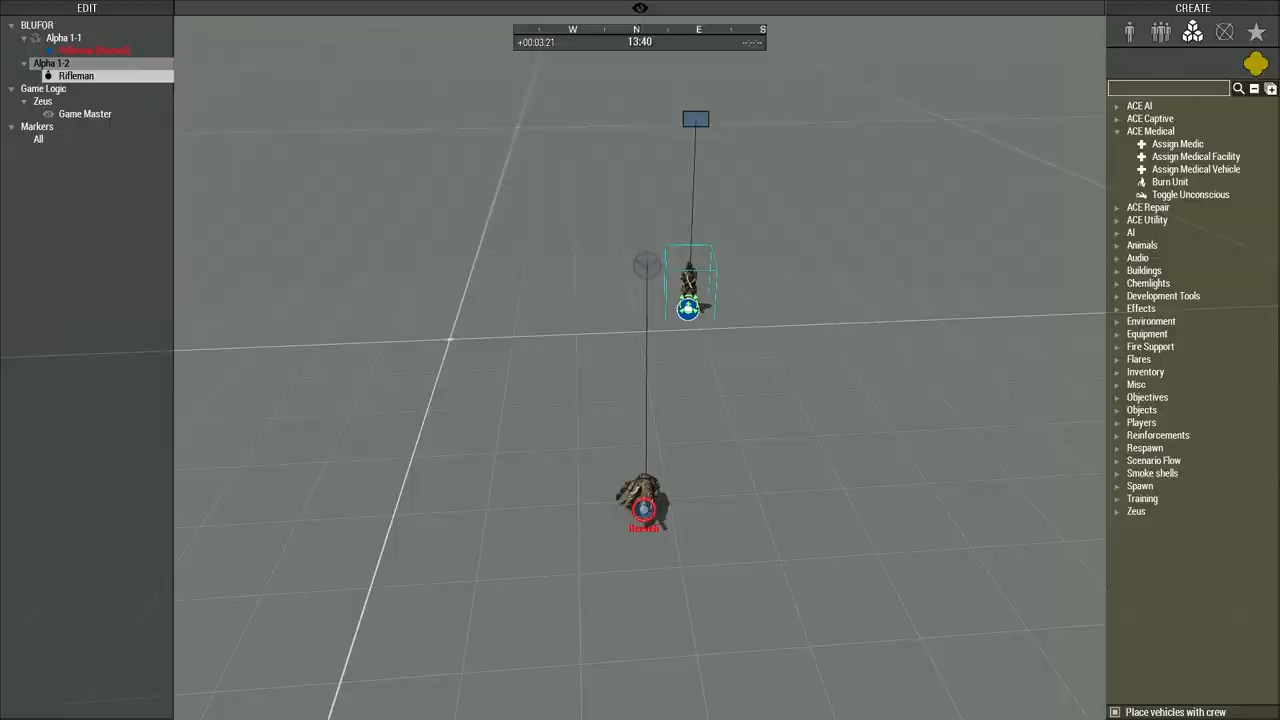 EDIT
BLUFOR
Alpha 1-1
Alpha 1-2
Rifleman
Game Logic
Zeus
Game Master
Markers
All
W N E S
+00:03:21 13:40 --:--:--
CREATE
ACE AI
ACE Captive
ACE Medical
Assign Medic
Assign Medical Facility
Assign Medical Vehicle
Burn Unit
Toggle Unconscious
ACE Repair
ACE Utility
AI
Animals
Audio
Buildings
Chemlights
Development Tools
Effects
Environment
Equipment
Fire Support
Flares
Inventory
Misc
Objectives
Objects
Players
Reinforcements
Respawn
Scenario Flow
Smoke shells
Spawn
Training
Zeus
Place vehicles with crew